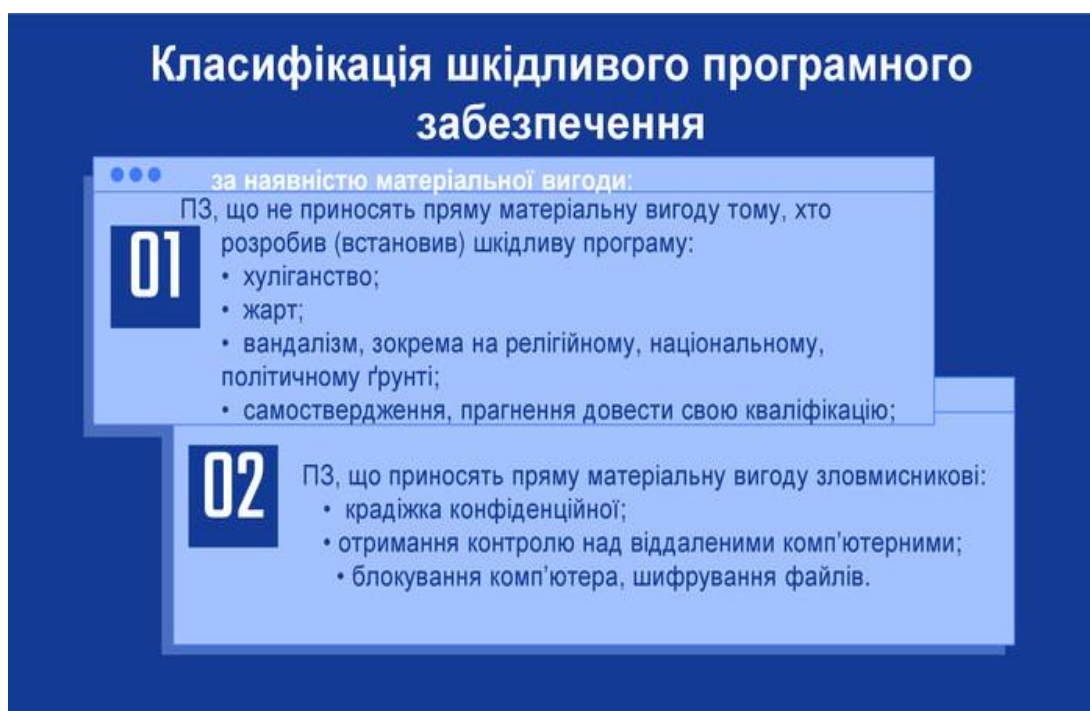 Класифікація шкідливого програмного
забезпечення
за наявністю матеріальної вигоди:
01
ПЗ, що не приносять пряму матеріальну вигоду тому, хто
розробив (встановив) шкідливу програму:
• хуліганство;
• жарт;
• вандалізм, зокрема на релігійному, національному,
політичному ґрунті;
• самоствердження, прагнення довести свою кваліфікацію;
02
ПЗ, що приносять пряму матеріальну вигоду зловмисникові:
• крадіжка конфіденційної;
• отримання контролю над віддаленими комп'ютерними;
• блокування комп'ютера, шифрування файлів.